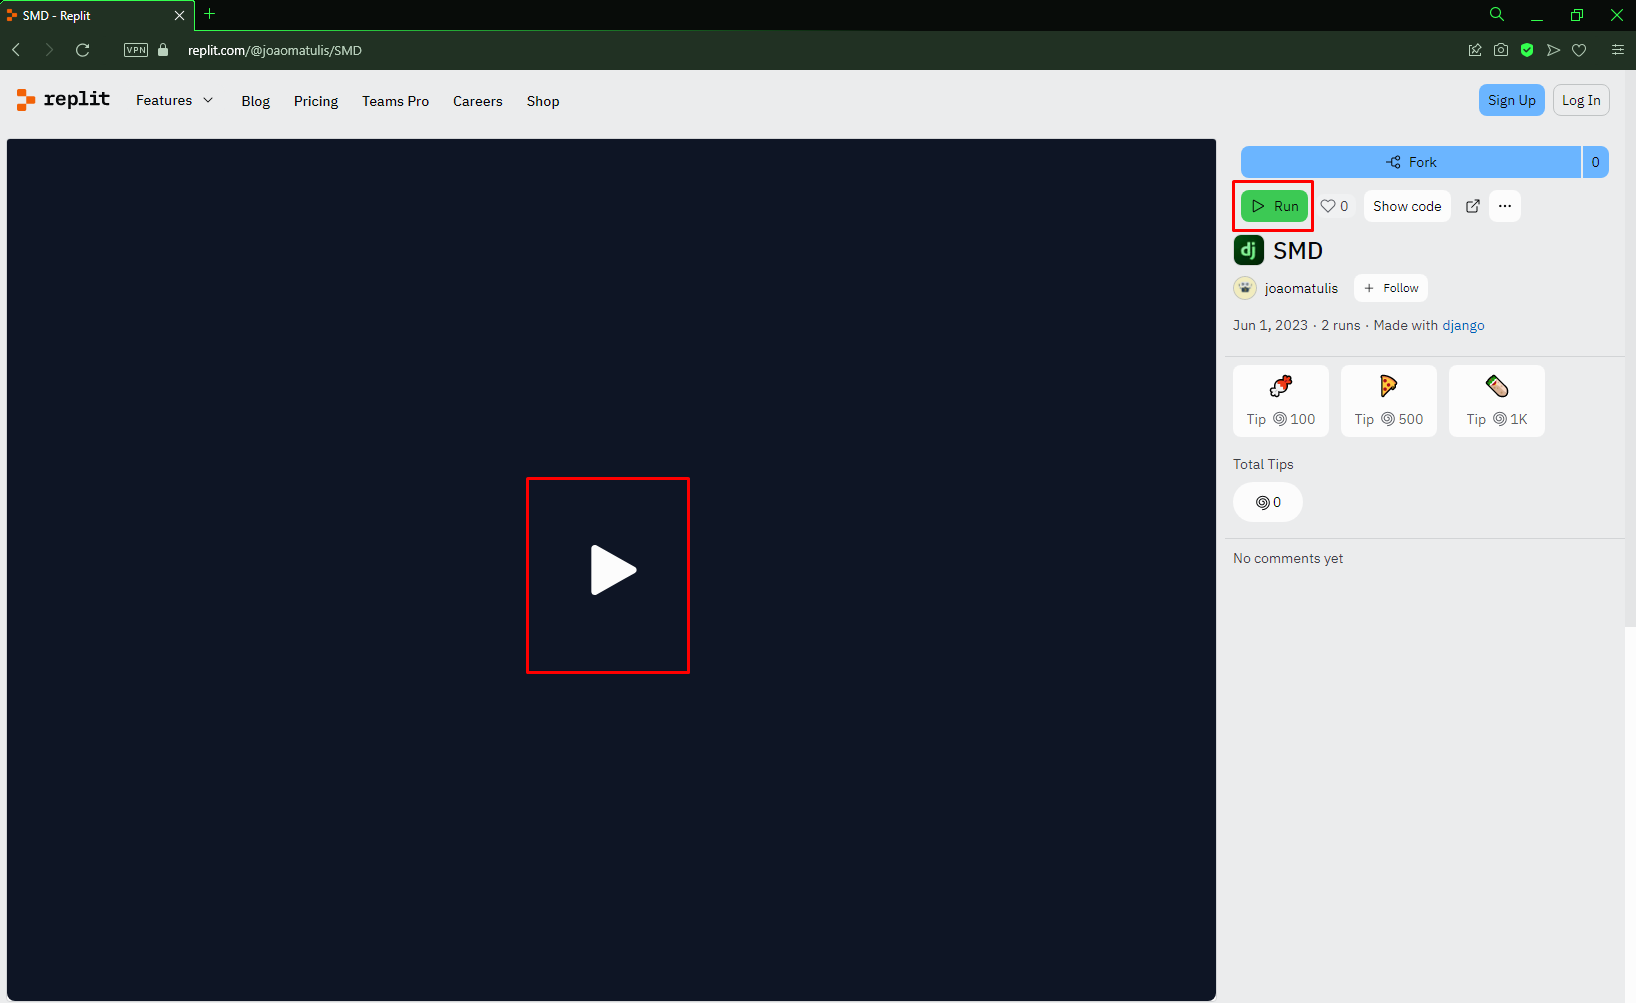 SMD - Replit
VPN replit.com/@joaomatulis/SMD
replit Features Blog Pricing Teams Pro Careers Shop Sign Up Log In
Fork 0
Run 0 Show code
dj SMD
joaomatulis + Follow
Jun 1, 2023 · 2 runs · Made with django
Tip 100 Tip 500 Tip 1K
Total Tips
0
No comments yet